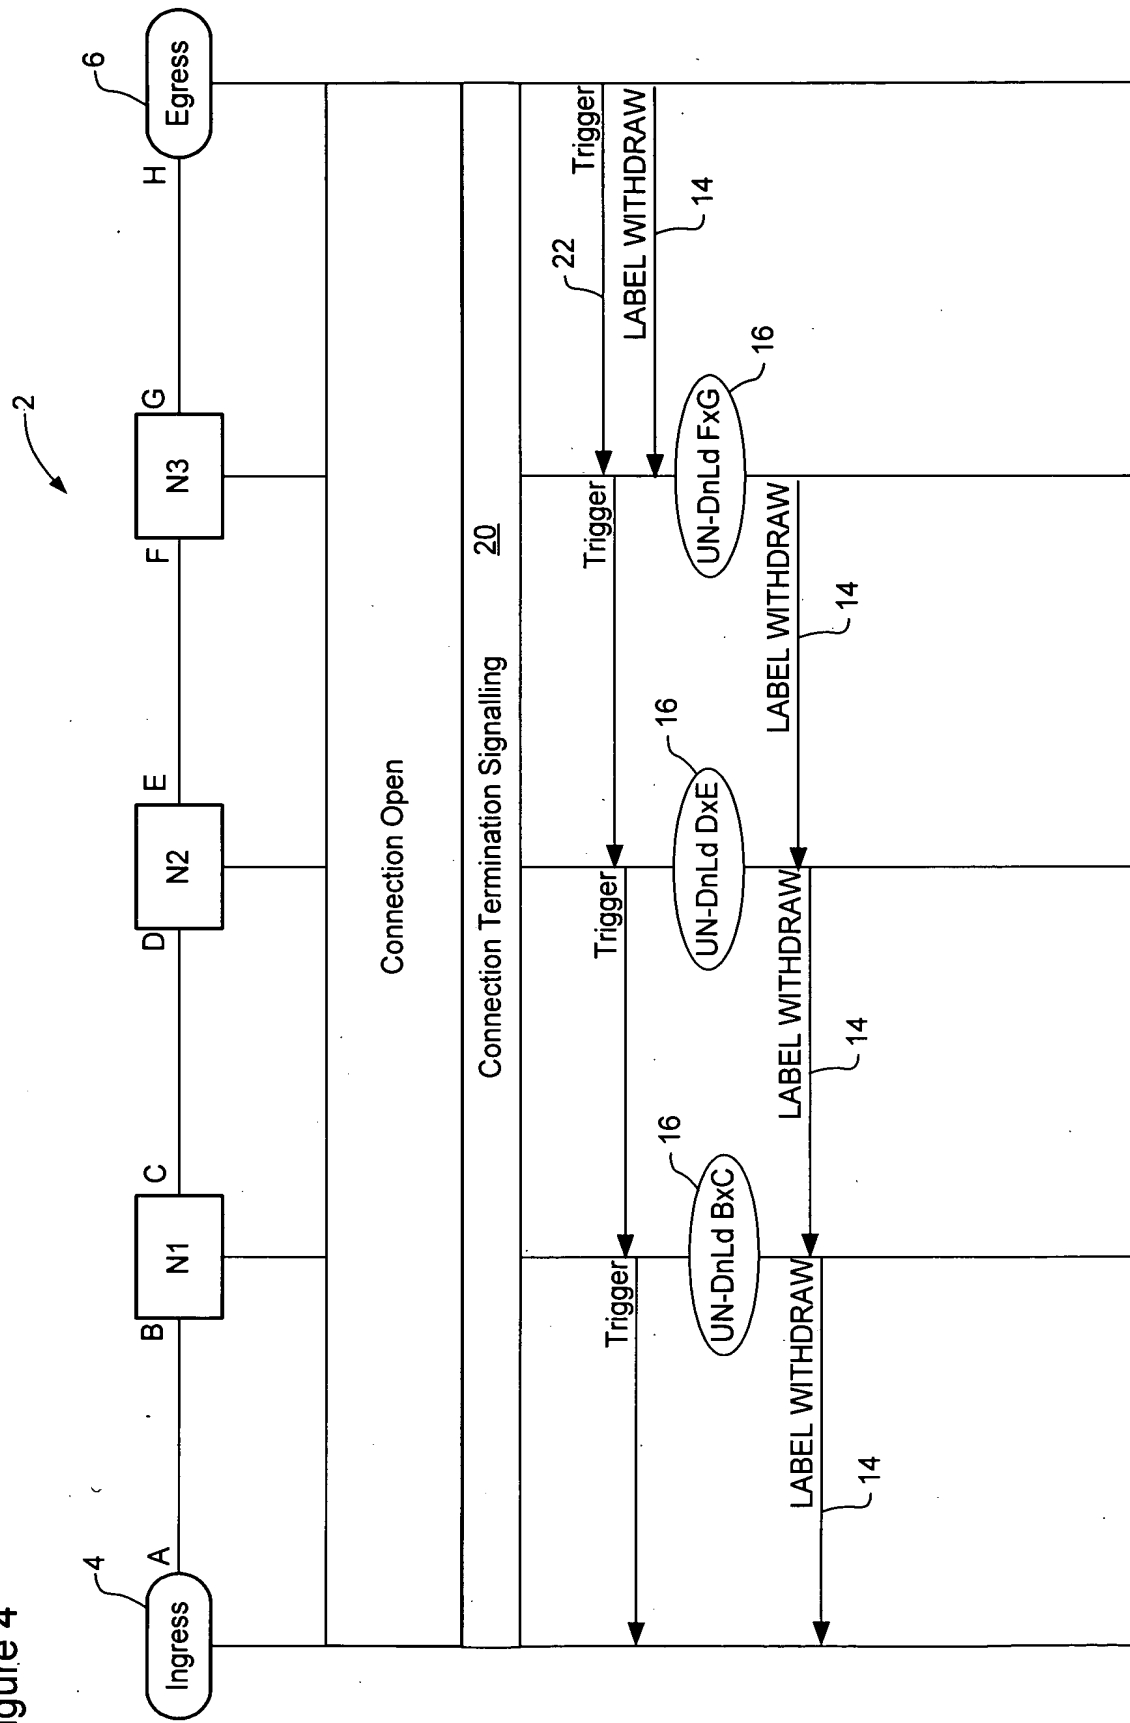 igure 4
2
4
6
Ingress
A
B
N1
C
D
N2
E
F
N3
G
H
Egress
Connection Open
Connection Termination Signalling
20
Trigger
22
Trigger
Trigger
Trigger
LABEL WITHDRAW
14
UN-DnLd BxC
16
UN-DnLd DxE
16
UN-DnLd FxG
16
LABEL WITHDRAW
14
LABEL WITHDRAW
14
LABEL WITHDRAW
14